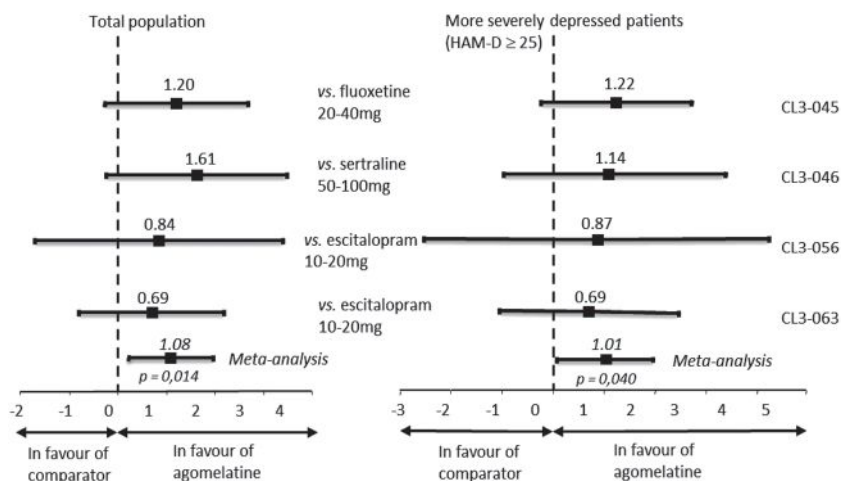 Total population
1.20
vs. fluoxetine
20-40mg
1.61
vs. sertraline
50-100mg
0.84
vs. escitalopram
10-20mg
0.69
vs. escitalopram
10-20mg
1.08
Meta-analysis
p = 0,014
-2 -1 0 1 2 3 4
In favour of
comparator
In favour of
agomelatine
More severely depressed patients
(HAM-D ≥ 25)
1.22
CL3-045
1.14
CL3-046
0.87
CL3-056
0.69
CL3-063
1.01
Meta-analysis
p = 0,040
-3 -2 -1 0 1 2 3 4 5
In favour of
comparator
In favour of
agomelatine